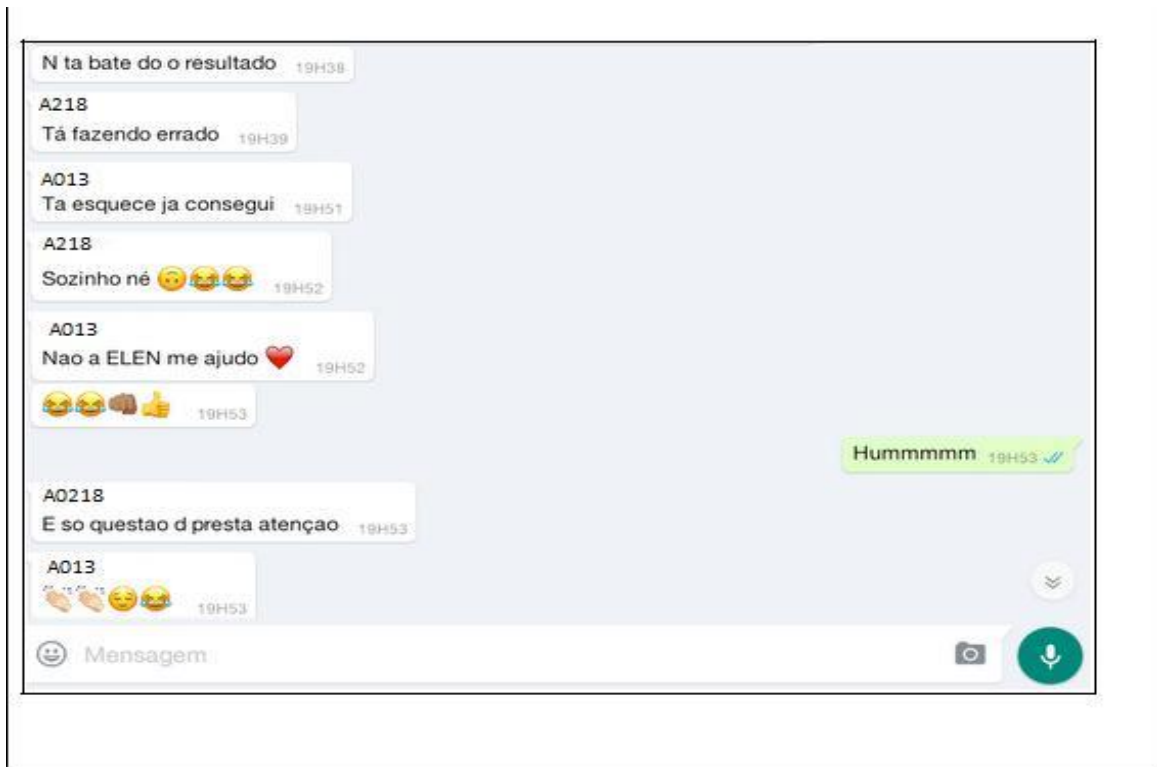 N ta bate do o resultado 19H38
A218
Tá fazendo errado 19H39
A013
Ta esquece ja consegui 19H51
A218
Sozinho né 🙃😂😂 19H52
A013
Nao a ELEN me ajudo ❤️ 19H52
😂😂👊🏾👍 19H53
Hummmmm 19H53
A0218
E so questao d presta atençao 19H53
A013
👏🏻👏🏻😌😂 19H53
Mensagem